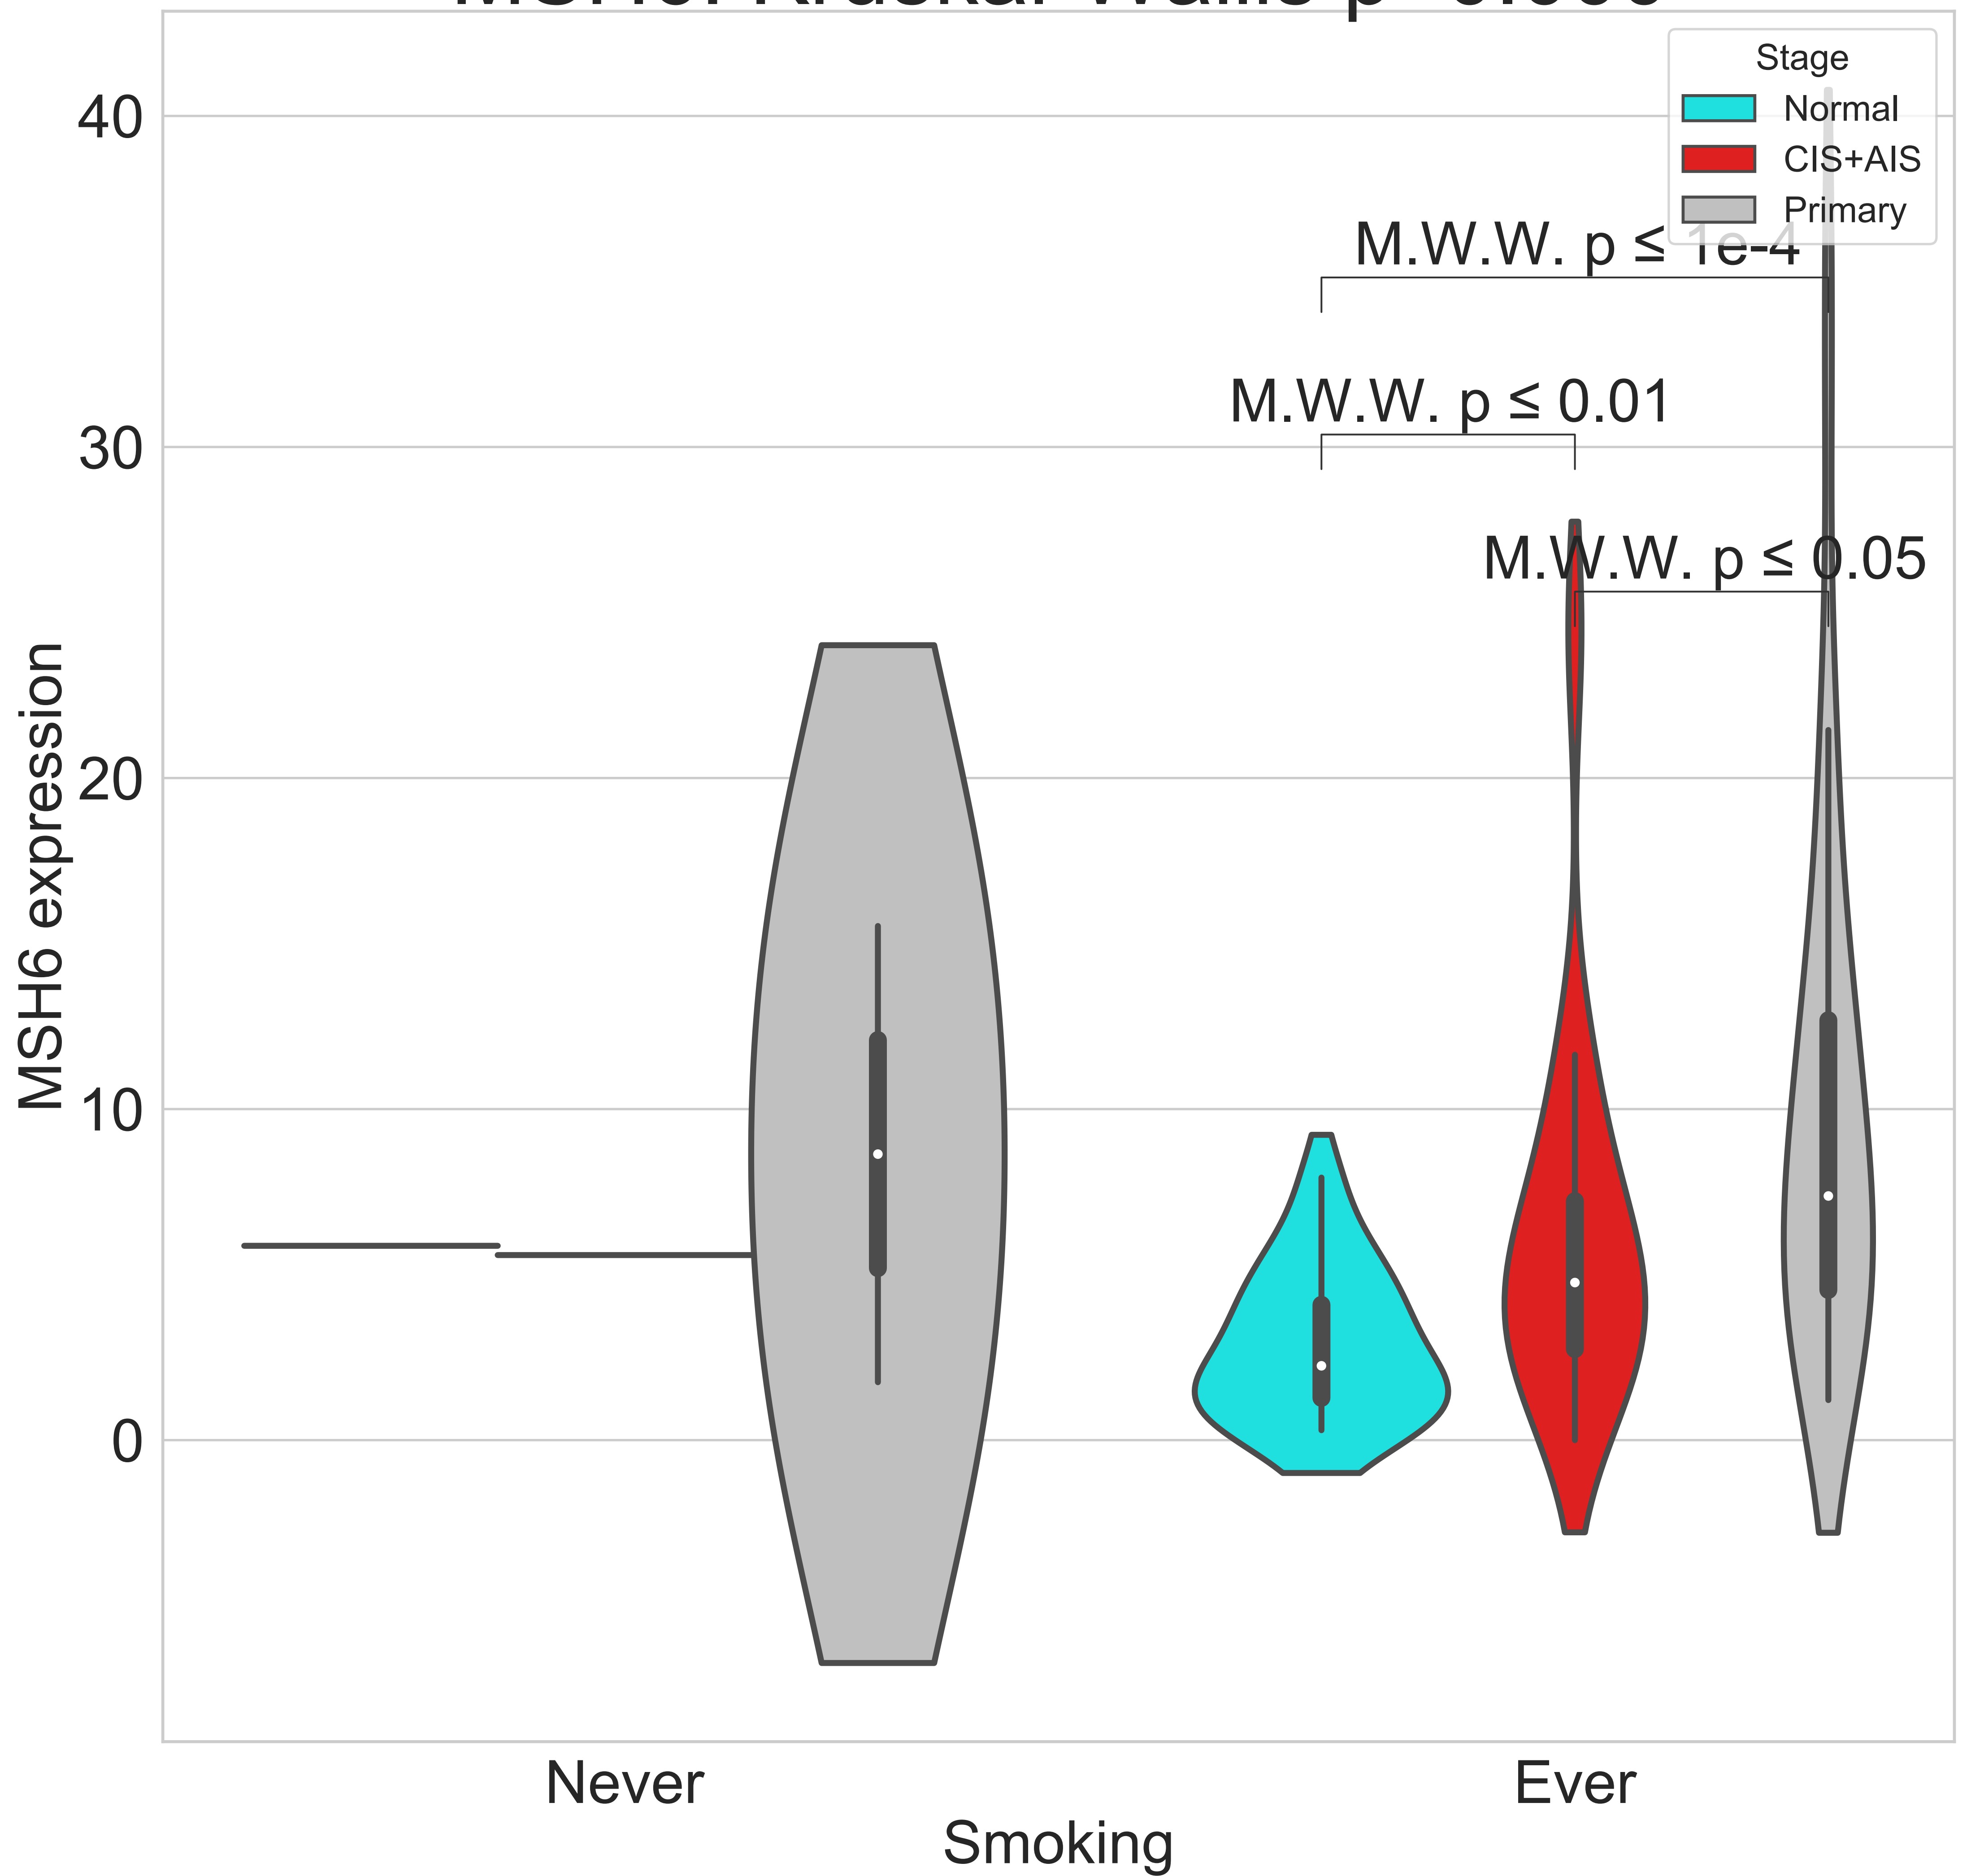 Stage
40
Normal
CIS+AIS
Primary
M.W.W. p ≤ 1e-4
M.W.W. p ≤ 0.01
30
M.W.W. p ≤ 0.05
MSH6 expression
20
10
0
Never
Ever
Smoking